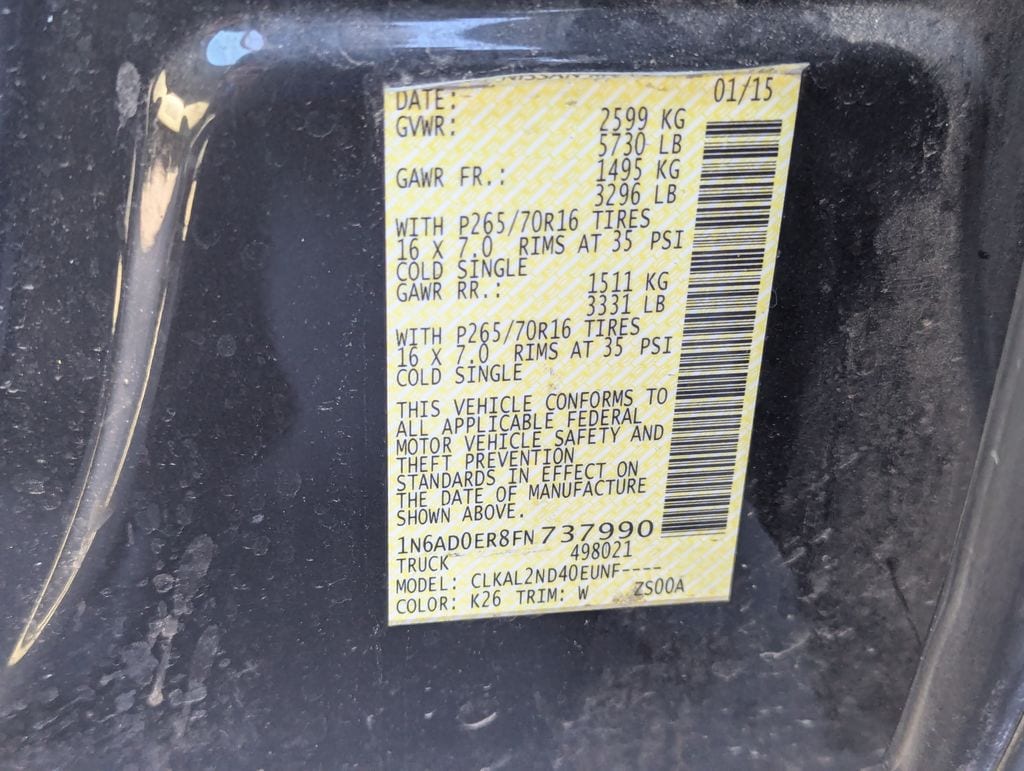 NISSAN
DATE: 01/15
GVWR: 2599 KG
5730 LB
GAWR FR.: 1495 KG
3296 LB
WITH P265/70R16 TIRES
16 X 7.0 RIMS AT 35 PSI
COLD SINGLE
GAWR RR.: 1511 KG
3331 LB
WITH P265/70R16 TIRES
16 X 7.0 RIMS AT 35 PSI
COLD SINGLE
THIS VEHICLE CONFORMS TO
ALL APPLICABLE FEDERAL
MOTOR VEHICLE SAFETY AND
THEFT PREVENTION
STANDARDS IN EFFECT ON
THE DATE OF MANUFACTURE
SHOWN ABOVE.
1N6AD0ER8FN737990
TRUCK 498021
MODEL: CLKAL2ND40EUNF----
COLOR: K26 TRIM: W ZS00A